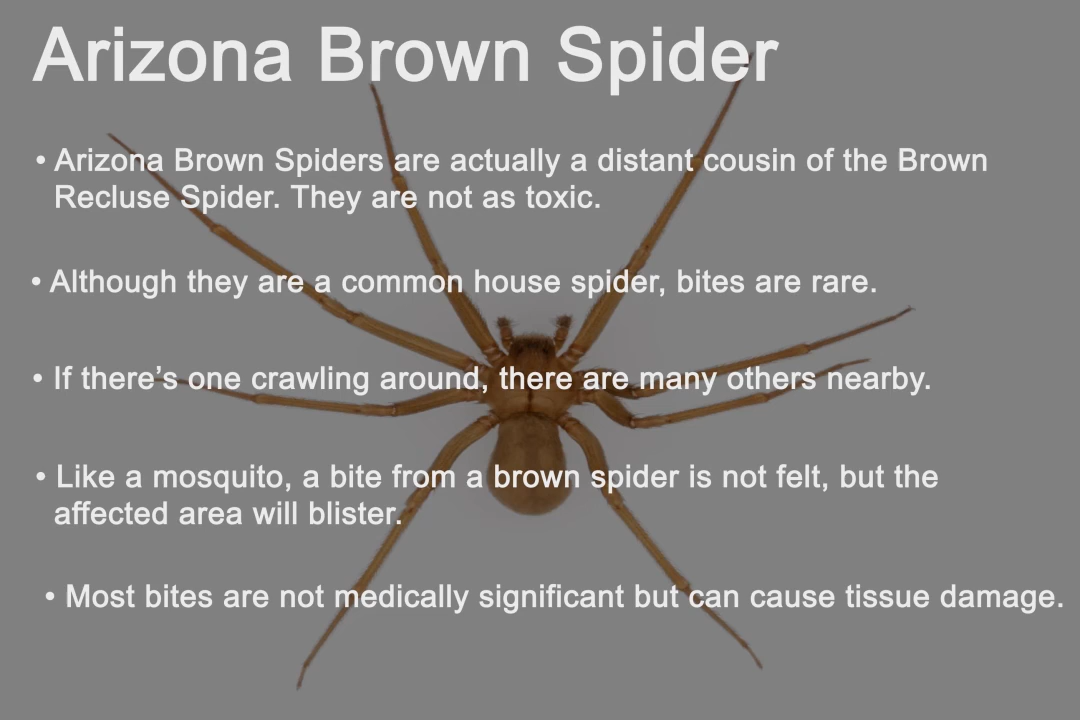 Arizona Brown Spider
• Arizona Brown Spiders are actually a distant cousin of the Brown
Recluse Spider. They are not as toxic.
• Although they are a common house spider, bites are rare.
• If there’s one crawling around, there are many others nearby.
• Like a mosquito, a bite from a brown spider is not felt, but the
affected area will blister.
• Most bites are not medically significant but can cause tissue damage.